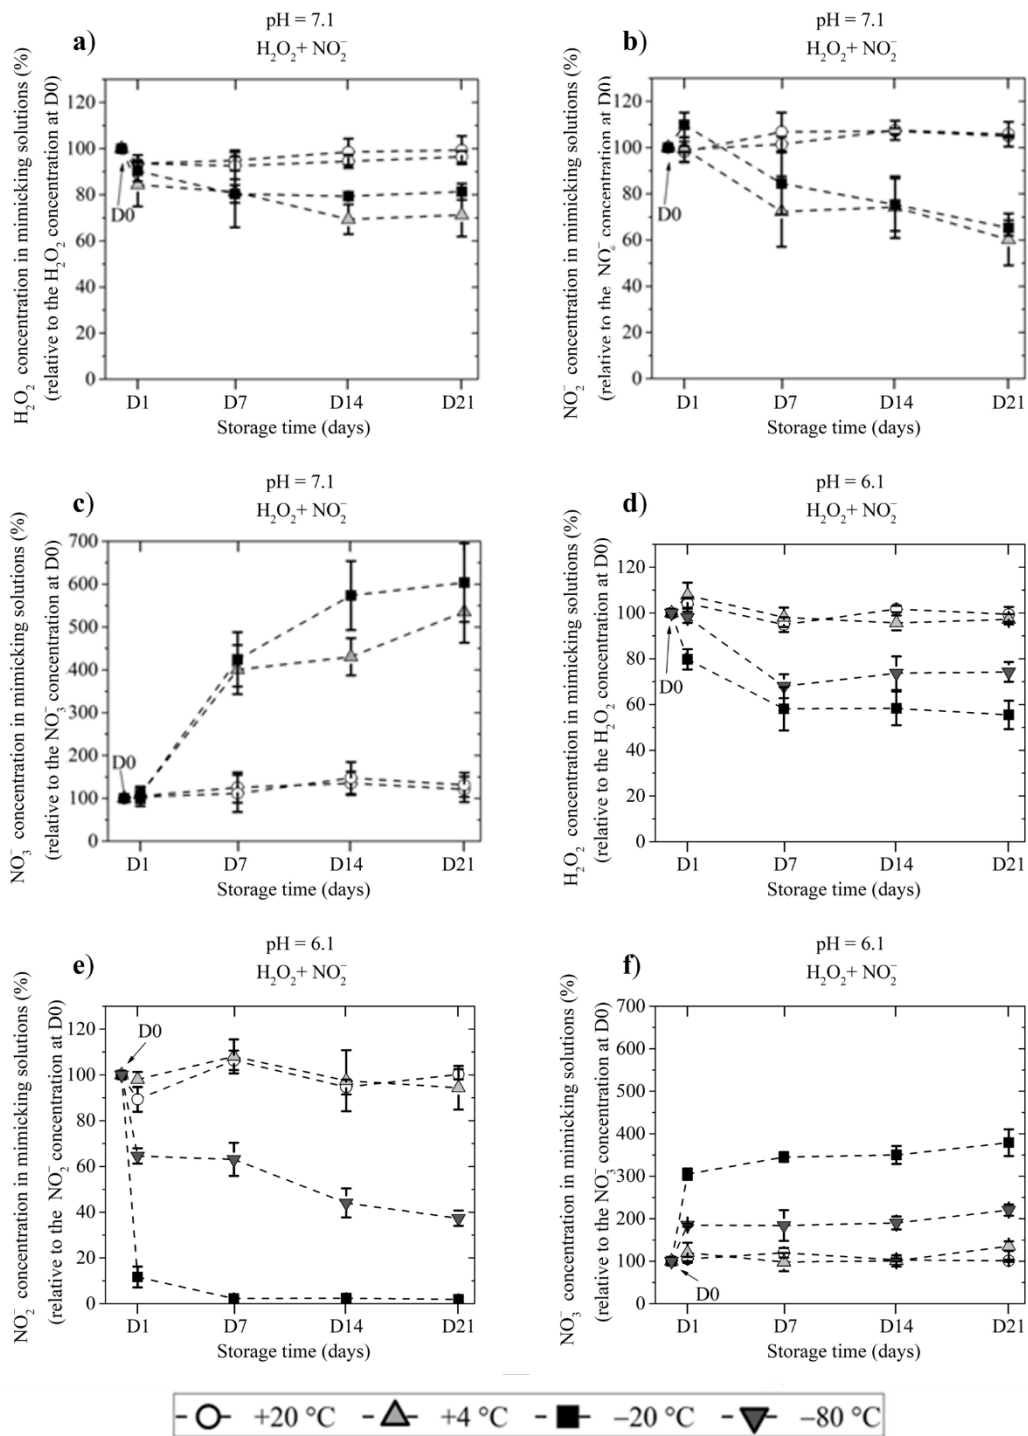 a)
pH = 7.1
H₂O₂+ NO₂⁻
H₂O₂ concentration in mimicking solutions (%)
(relative to the H₂O₂ concentration at D0)
120
100
80
60
40
20
0
D0
D1 D7 D14 D21
Storage time (days)
b)
pH = 7.1
H₂O₂+ NO₂⁻
NO₂⁻ concentration in mimicking solutions (%)
(relative to the NO₂⁻ concentration at D0)
120
100
80
60
40
20
0
D0
D1 D7 D14 D21
Storage time (days)
c)
pH = 7.1
H₂O₂+ NO₂⁻
NO₃⁻ concentration in mimicking solutions (%)
(relative to the NO₃⁻ concentration at D0)
700
600
500
400
300
200
100
0
D0
D1 D7 D14 D21
Storage time (days)
d)
pH = 6.1
H₂O₂+ NO₂⁻
H₂O₂ concentration in mimicking solutions (%)
(relative to the H₂O₂ concentration at D0)
120
100
80
60
40
20
0
D0
D1 D7 D14 D21
Storage time (days)
e)
pH = 6.1
H₂O₂+ NO₂⁻
NO₂⁻ concentration in mimicking solutions (%)
(relative to the NO₂⁻ concentration at D0)
120
100
80
60
40
20
0
D0
D1 D7 D14 D21
Storage time (days)
f)
pH = 6.1
H₂O₂+ NO₂⁻
NO₃⁻ concentration in mimicking solutions (%)
(relative to the NO₃⁻ concentration at D0)
700
600
500
400
300
200
100
0
D0
D1 D7 D14 D21
Storage time (days)
+20 °C +4 °C –20 °C –80 °C